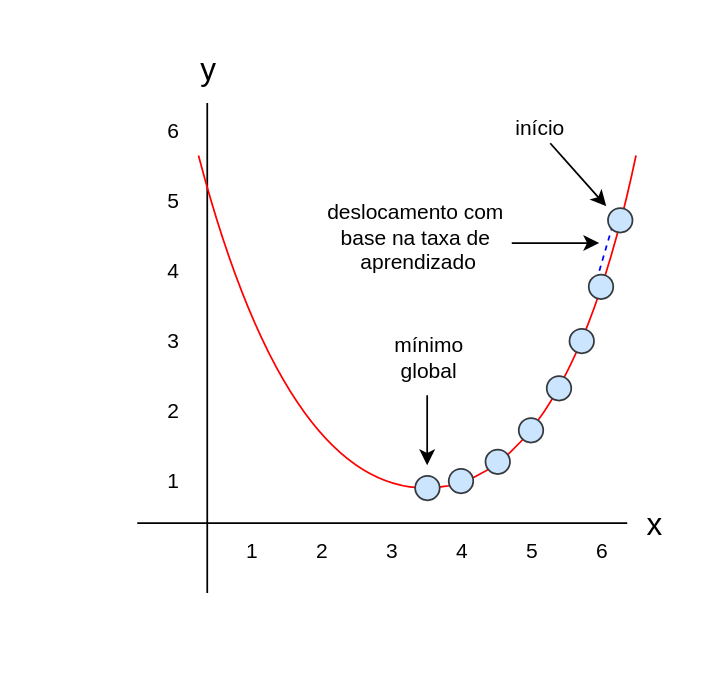 y
início
deslocamento com
base na taxa de
aprendizado
mínimo
global
6
5
4
3
2
1
x
1 2 3 4 5 6